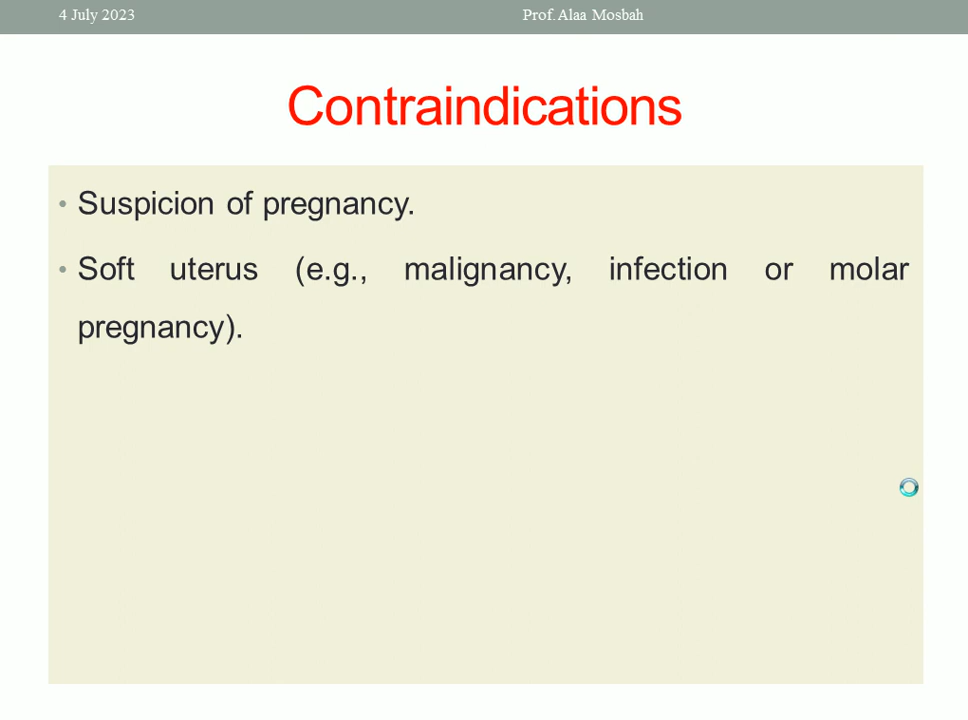 4 July 2023 Prof. Alaa Mosbah
Contraindications
• Suspicion of pregnancy.
• Soft uterus (e.g., malignancy, infection or molar
pregnancy).